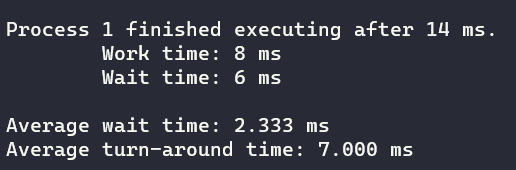 Process 1 finished executing after 14 ms.
Work time: 8 ms
Wait time: 6 ms
Average wait time: 2.333 ms
Average turn-around time: 7.000 ms